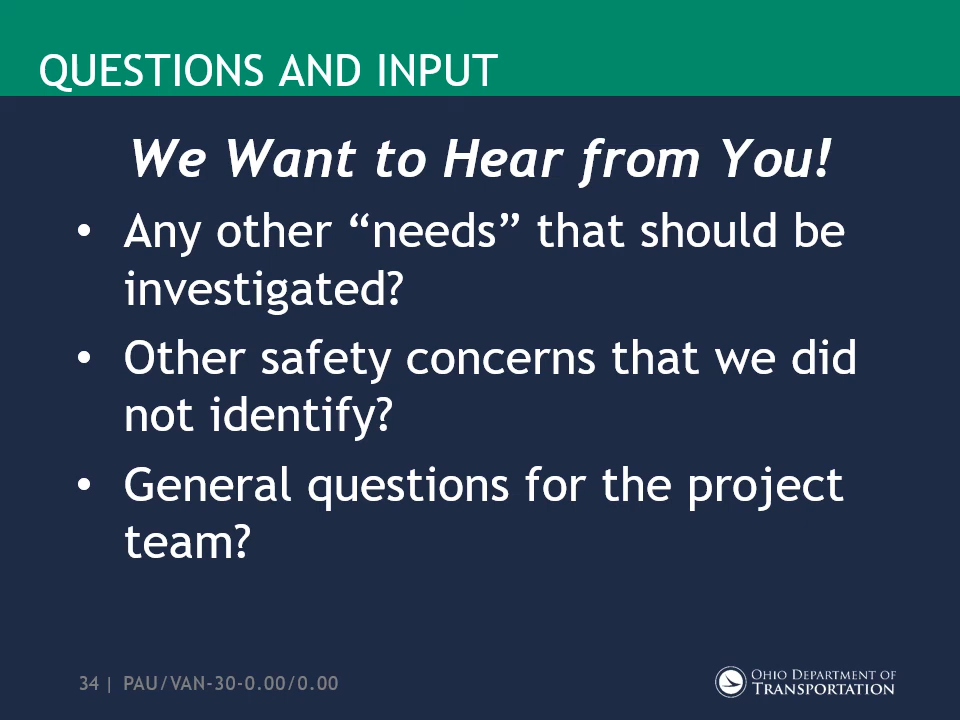 QUESTIONS AND INPUT
We Want to Hear from You!
• Any other “needs” that should be
investigated?
• Other safety concerns that we did
not identify?
• General questions for the project
team?
34 | PAU/VAN-30-0.00/0.00
OHIO DEPARTMENT OF
TRANSPORTATION